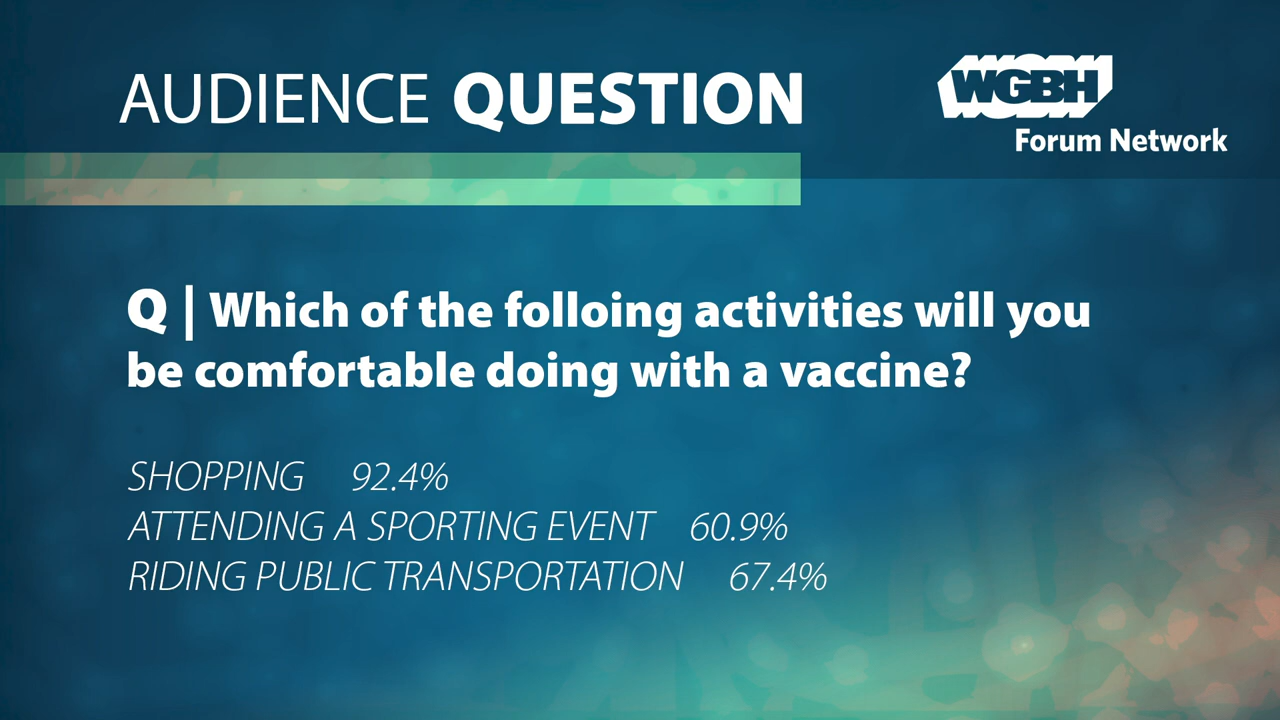 AUDIENCE QUESTION
WGBH
Forum Network
Q | Which of the folloing activities will you
be comfortable doing with a vaccine?
SHOPPING 92.4%
ATTENDING A SPORTING EVENT 60.9%
RIDING PUBLIC TRANSPORTATION 67.4%